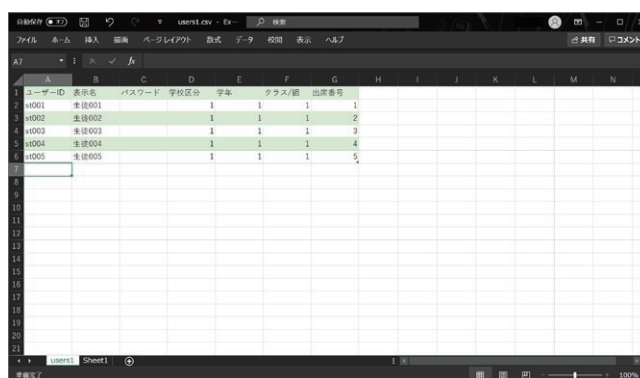 自動保存 オフ users1.csv - Ex… 検索
ファイル ホーム 挿入 描画 ページ レイアウト 数式 データ 校閲 表示 ヘルプ 共有 コメント
A7 fx
A B C D E F G H I J K L M N
1 ユーザーID 表示名 パスワード 学校区分 学年 クラス/組 出席番号
2 st001 生徒001 1 1 1 1
3 st002 生徒002 1 1 1 2
4 st003 生徒003 1 1 1 3
5 st004 生徒004 1 1 1 4
6 st005 生徒005 1 1 1 5
7
8
9
10
11
12
13
14
15
16
17
18
19
20
21
users1 Sheet1
準備完了 100%